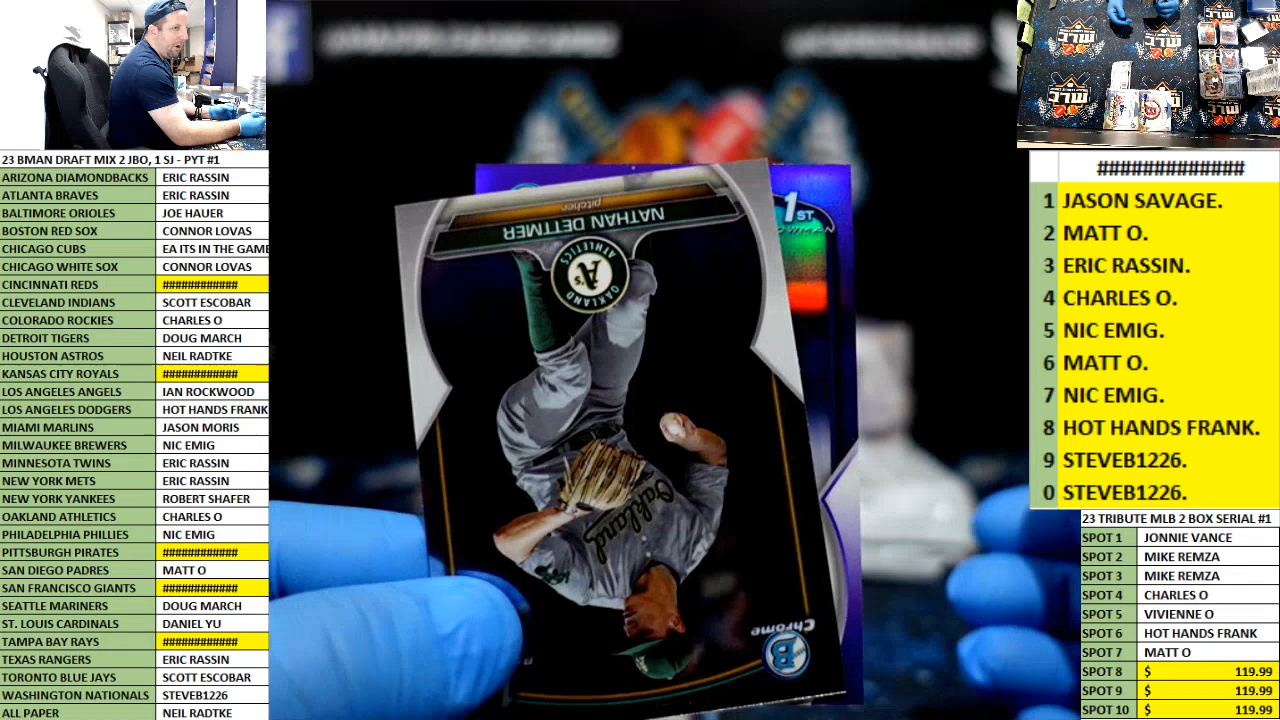 23 BMAN DRAFT MIX 2 JBO, 1 SJ - PYT #1
ARIZONA DIAMONDBACKS ERIC RASSIN
ATLANTA BRAVES ERIC RASSIN
BALTIMORE ORIOLES JOE HAUER
BOSTON RED SOX CONNOR LOVAS
CHICAGO CUBS EA ITS IN THE GAME
CHICAGO WHITE SOX CONNOR LOVAS
CINCINNATI REDS ############
CLEVELAND INDIANS SCOTT ESCOBAR
COLORADO ROCKIES CHARLES O
DETROIT TIGERS DOUG MARCH
HOUSTON ASTROS NEIL RADTKE
KANSAS CITY ROYALS ############
LOS ANGELES ANGELS IAN ROCKWOOD
LOS ANGELES DODGERS HOT HANDS FRANK
MIAMI MARLINS JASON MORIS
MILWAUKEE BREWERS NIC EMIG
MINNESOTA TWINS ERIC RASSIN
NEW YORK METS ERIC RASSIN
NEW YORK YANKEES ROBERT SHAFER
OAKLAND ATHLETICS CHARLES O
PHILADELPHIA PHILLIES NIC EMIG
PITTSBURGH PIRATES ############
SAN DIEGO PADRES MATT O
SAN FRANCISCO GIANTS ############
SEATTLE MARINERS DOUG MARCH
ST. LOUIS CARDINALS DANIEL YU
TAMPA BAY RAYS ############
TEXAS RANGERS ERIC RASSIN
TORONTO BLUE JAYS SCOTT ESCOBAR
WASHINGTON NATIONALS STEVEB1226
ALL PAPER NEIL RADTKE
pitcher
NATHAN DETTMER
OAKLAND
A's
ATHLETICS
Oakland
Chrome
B
1ST
OWMAN
שרב
שרב
שרב
שרב
##############
1 JASON SAVAGE.
2 MATT O.
3 ERIC RASSIN.
4 CHARLES O.
5 NIC EMIG.
6 MATT O.
7 NIC EMIG.
8 HOT HANDS FRANK.
9 STEVEB1226.
0 STEVEB1226.
23 TRIBUTE MLB 2 BOX SERIAL #1
SPOT 1 JONNIE VANCE
SPOT 2 MIKE REMZA
SPOT 3 MIKE REMZA
SPOT 4 CHARLES O
SPOT 5 VIVIENNE O
SPOT 6 HOT HANDS FRANK
SPOT 7 MATT O
SPOT 8 $ 119.99
SPOT 9 $ 119.99
SPOT 10 $ 119.99